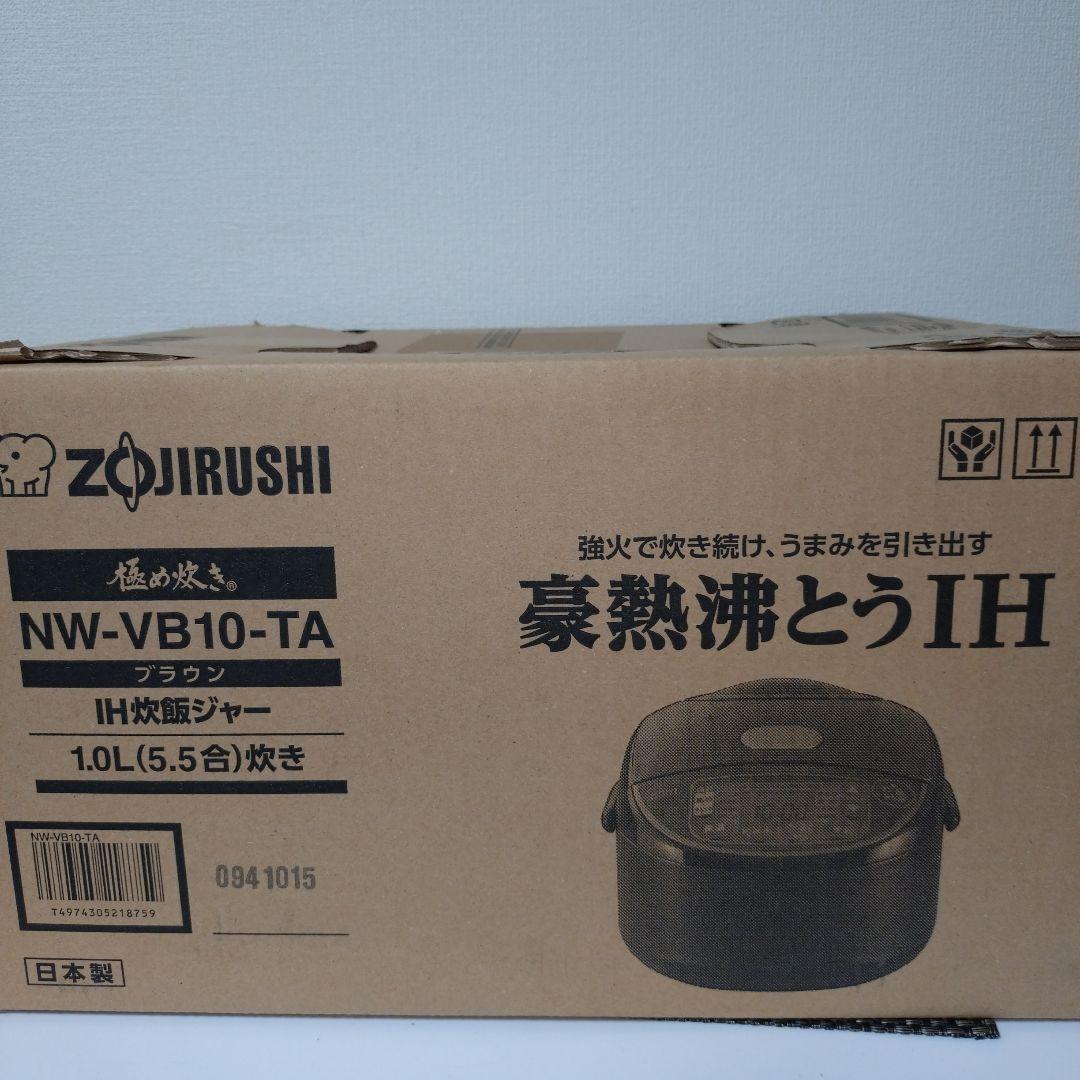 ZOJIRUSHI
極め炊き®
NW-VB10-TA
ブラウン
IH炊飯ジャー
1.0L(5.5合)炊き
NW-VB10-TA
T4974305218759
0941015
日本製
強火で炊き続け、うまみを引き出す
豪熱沸とうIH